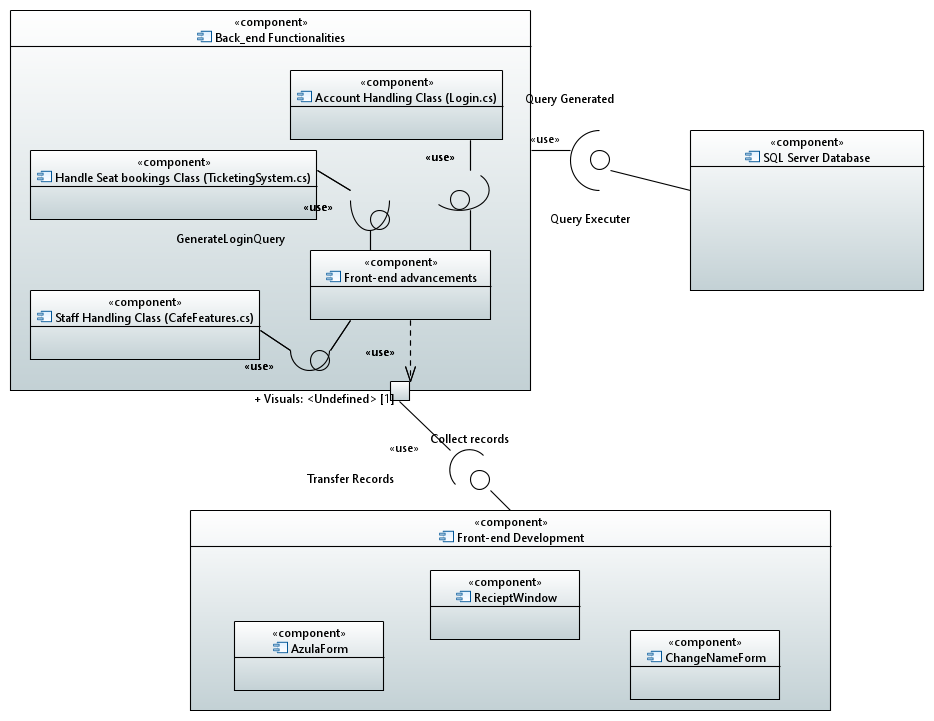 «component»
Back_end Functionalities
«component»
Account Handling Class (Login.cs)
Query Generated
«use»
«component»
SQL Server Database
«use»
«component»
Handle Seat bookings Class (TicketingSystem.cs)
«use»
Query Executer
GenerateLoginQuery
«component»
Front-end advancements
«component»
Staff Handling Class (CafeFeatures.cs)
«use»
«use»
+ Visuals: <Undefined> [1]
Collect records
«use»
Transfer Records
«component»
Front-end Development
«component»
RecieptWindow
«component»
AzulaForm
«component»
ChangeNameForm